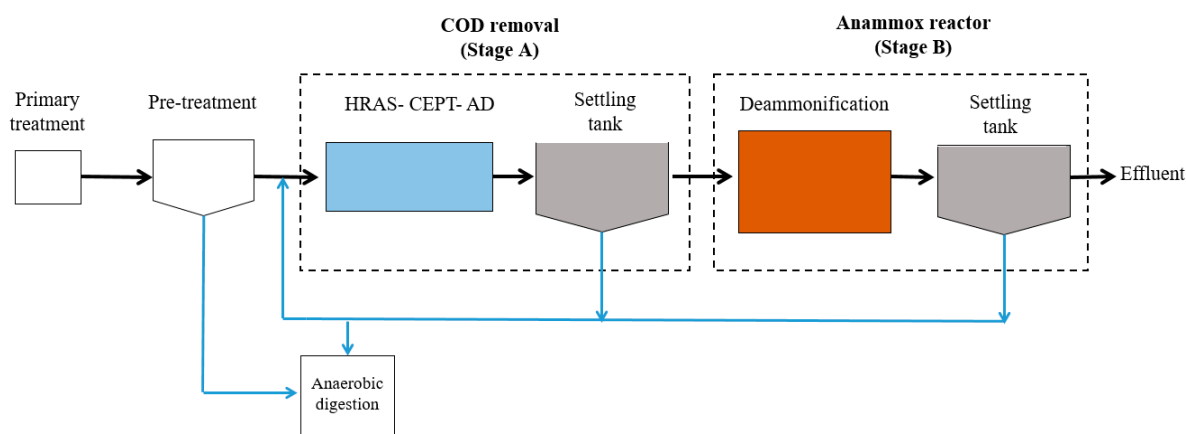 COD removal
(Stage A)
Anammox reactor
(Stage B)
Primary
treatment
Pre-treatment
HRAS- CEPT- AD
Settling
tank
Deammonification
Settling
tank
Effluent
Anaerobic
digestion